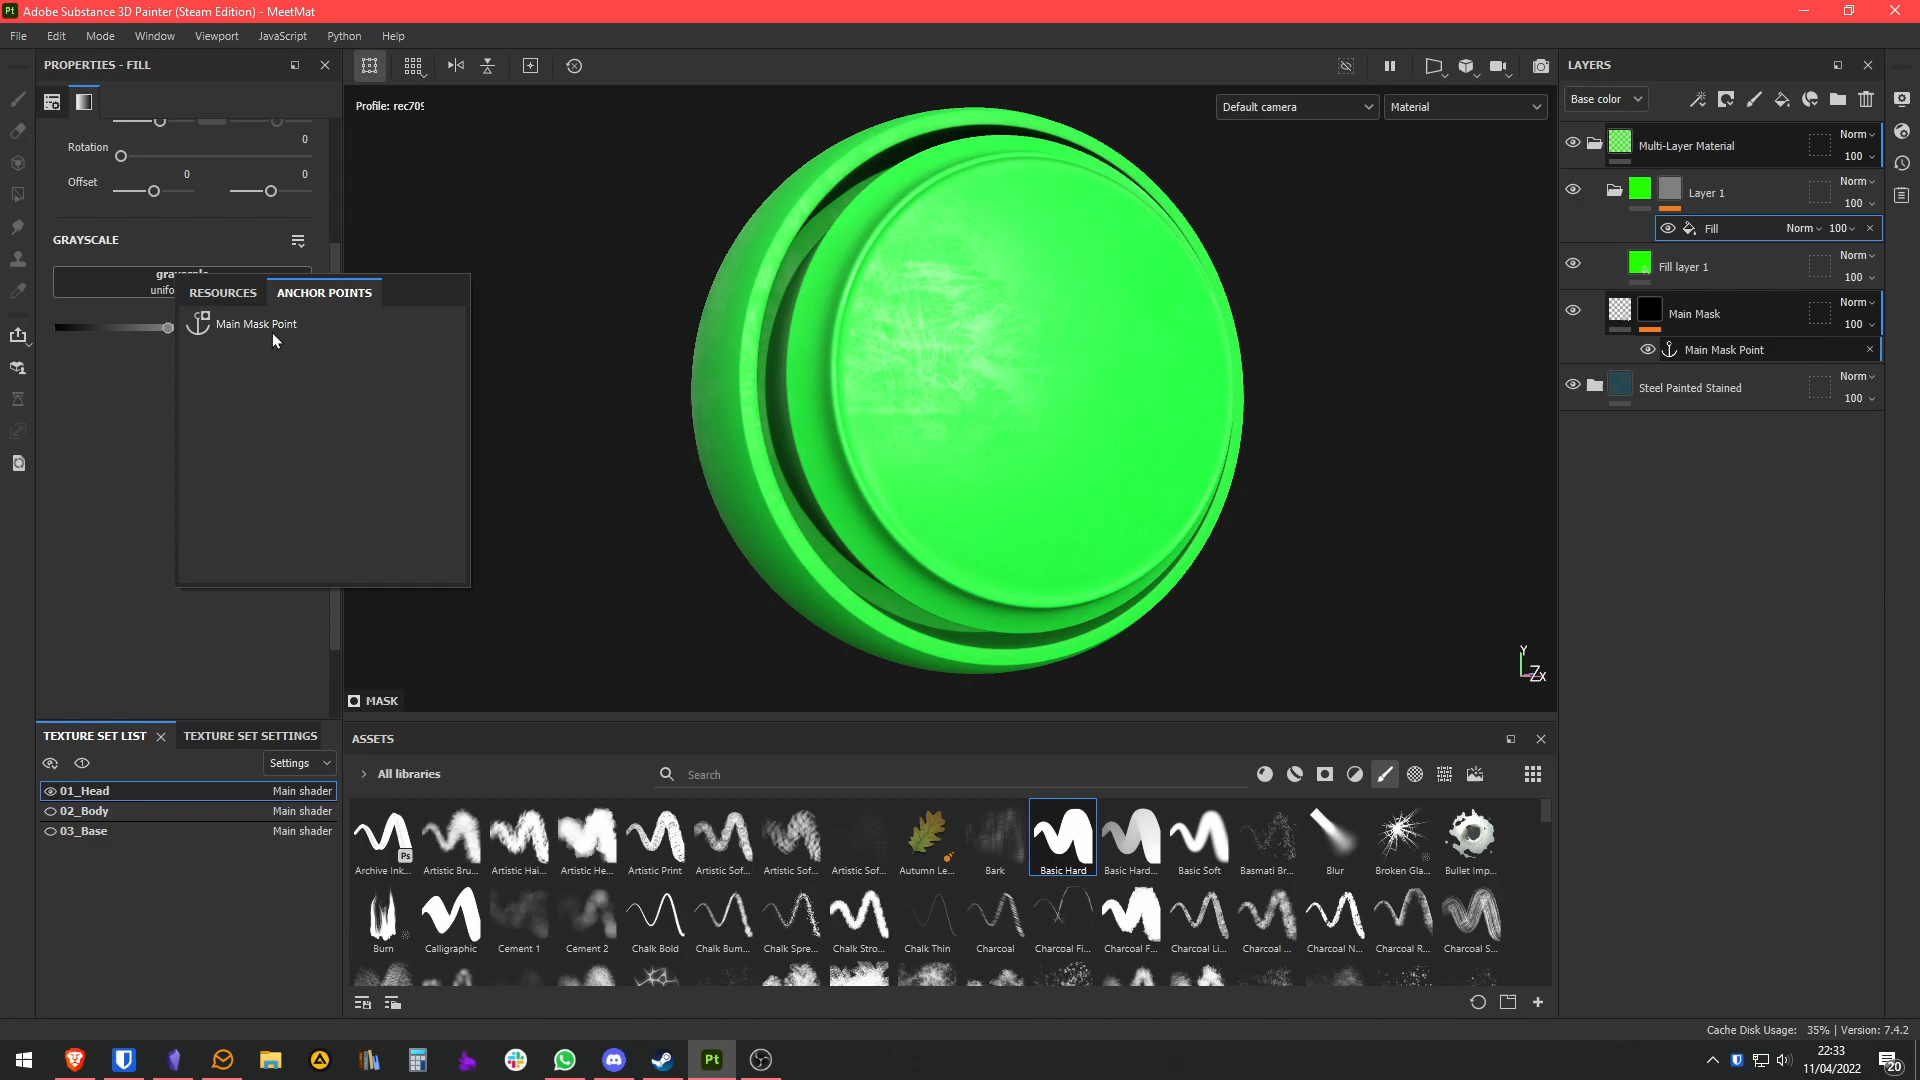 Pt Adobe Substance 3D Painter (Steam Edition) - MeetMat
File Edit Mode Window Viewport JavaScript Python Help
PROPERTIES - FILL
Rotation 0
Offset 0 0
GRAYSCALE
RESOURCES ANCHOR POINTS
Main Mask Point
Profile: rec709
Default camera
Material
Y
Z
X
MASK
LAYERS
Base color
Multi-Layer Material Norm 100
Layer 1 Norm 100
Fill Norm 100
Fill layer 1 Norm 100
Main Mask Norm 100
Main Mask Point
Steel Painted Stained Norm 100
TEXTURE SET LIST TEXTURE SET SETTINGS
Settings
01_Head Main shader
02_Body Main shader
03_Base Main shader
ASSETS
All libraries
Search
Ps
Archive Ink... Artistic Bru... Artistic Hai... Artistic He... Artistic Print Artistic Sof... Artistic Sof... Artistic Sof... Autumn Le... Bark Basic Hard Basic Hard... Basic Soft Basmati Br... Blur Broken Gla... Bullet Imp...
Burn Calligraphic Cement 1 Cement 2 Chalk Bold Chalk Bum... Chalk Spre... Chalk Stro... Chalk Thin Charcoal Charcoal Fi... Charcoal F... Charcoal Li... Charcoal ... Charcoal N... Charcoal R... Charcoal S...
Cache Disk Usage: 35% | Version: 7.4.2
Pt
22:33
11/04/2022
20